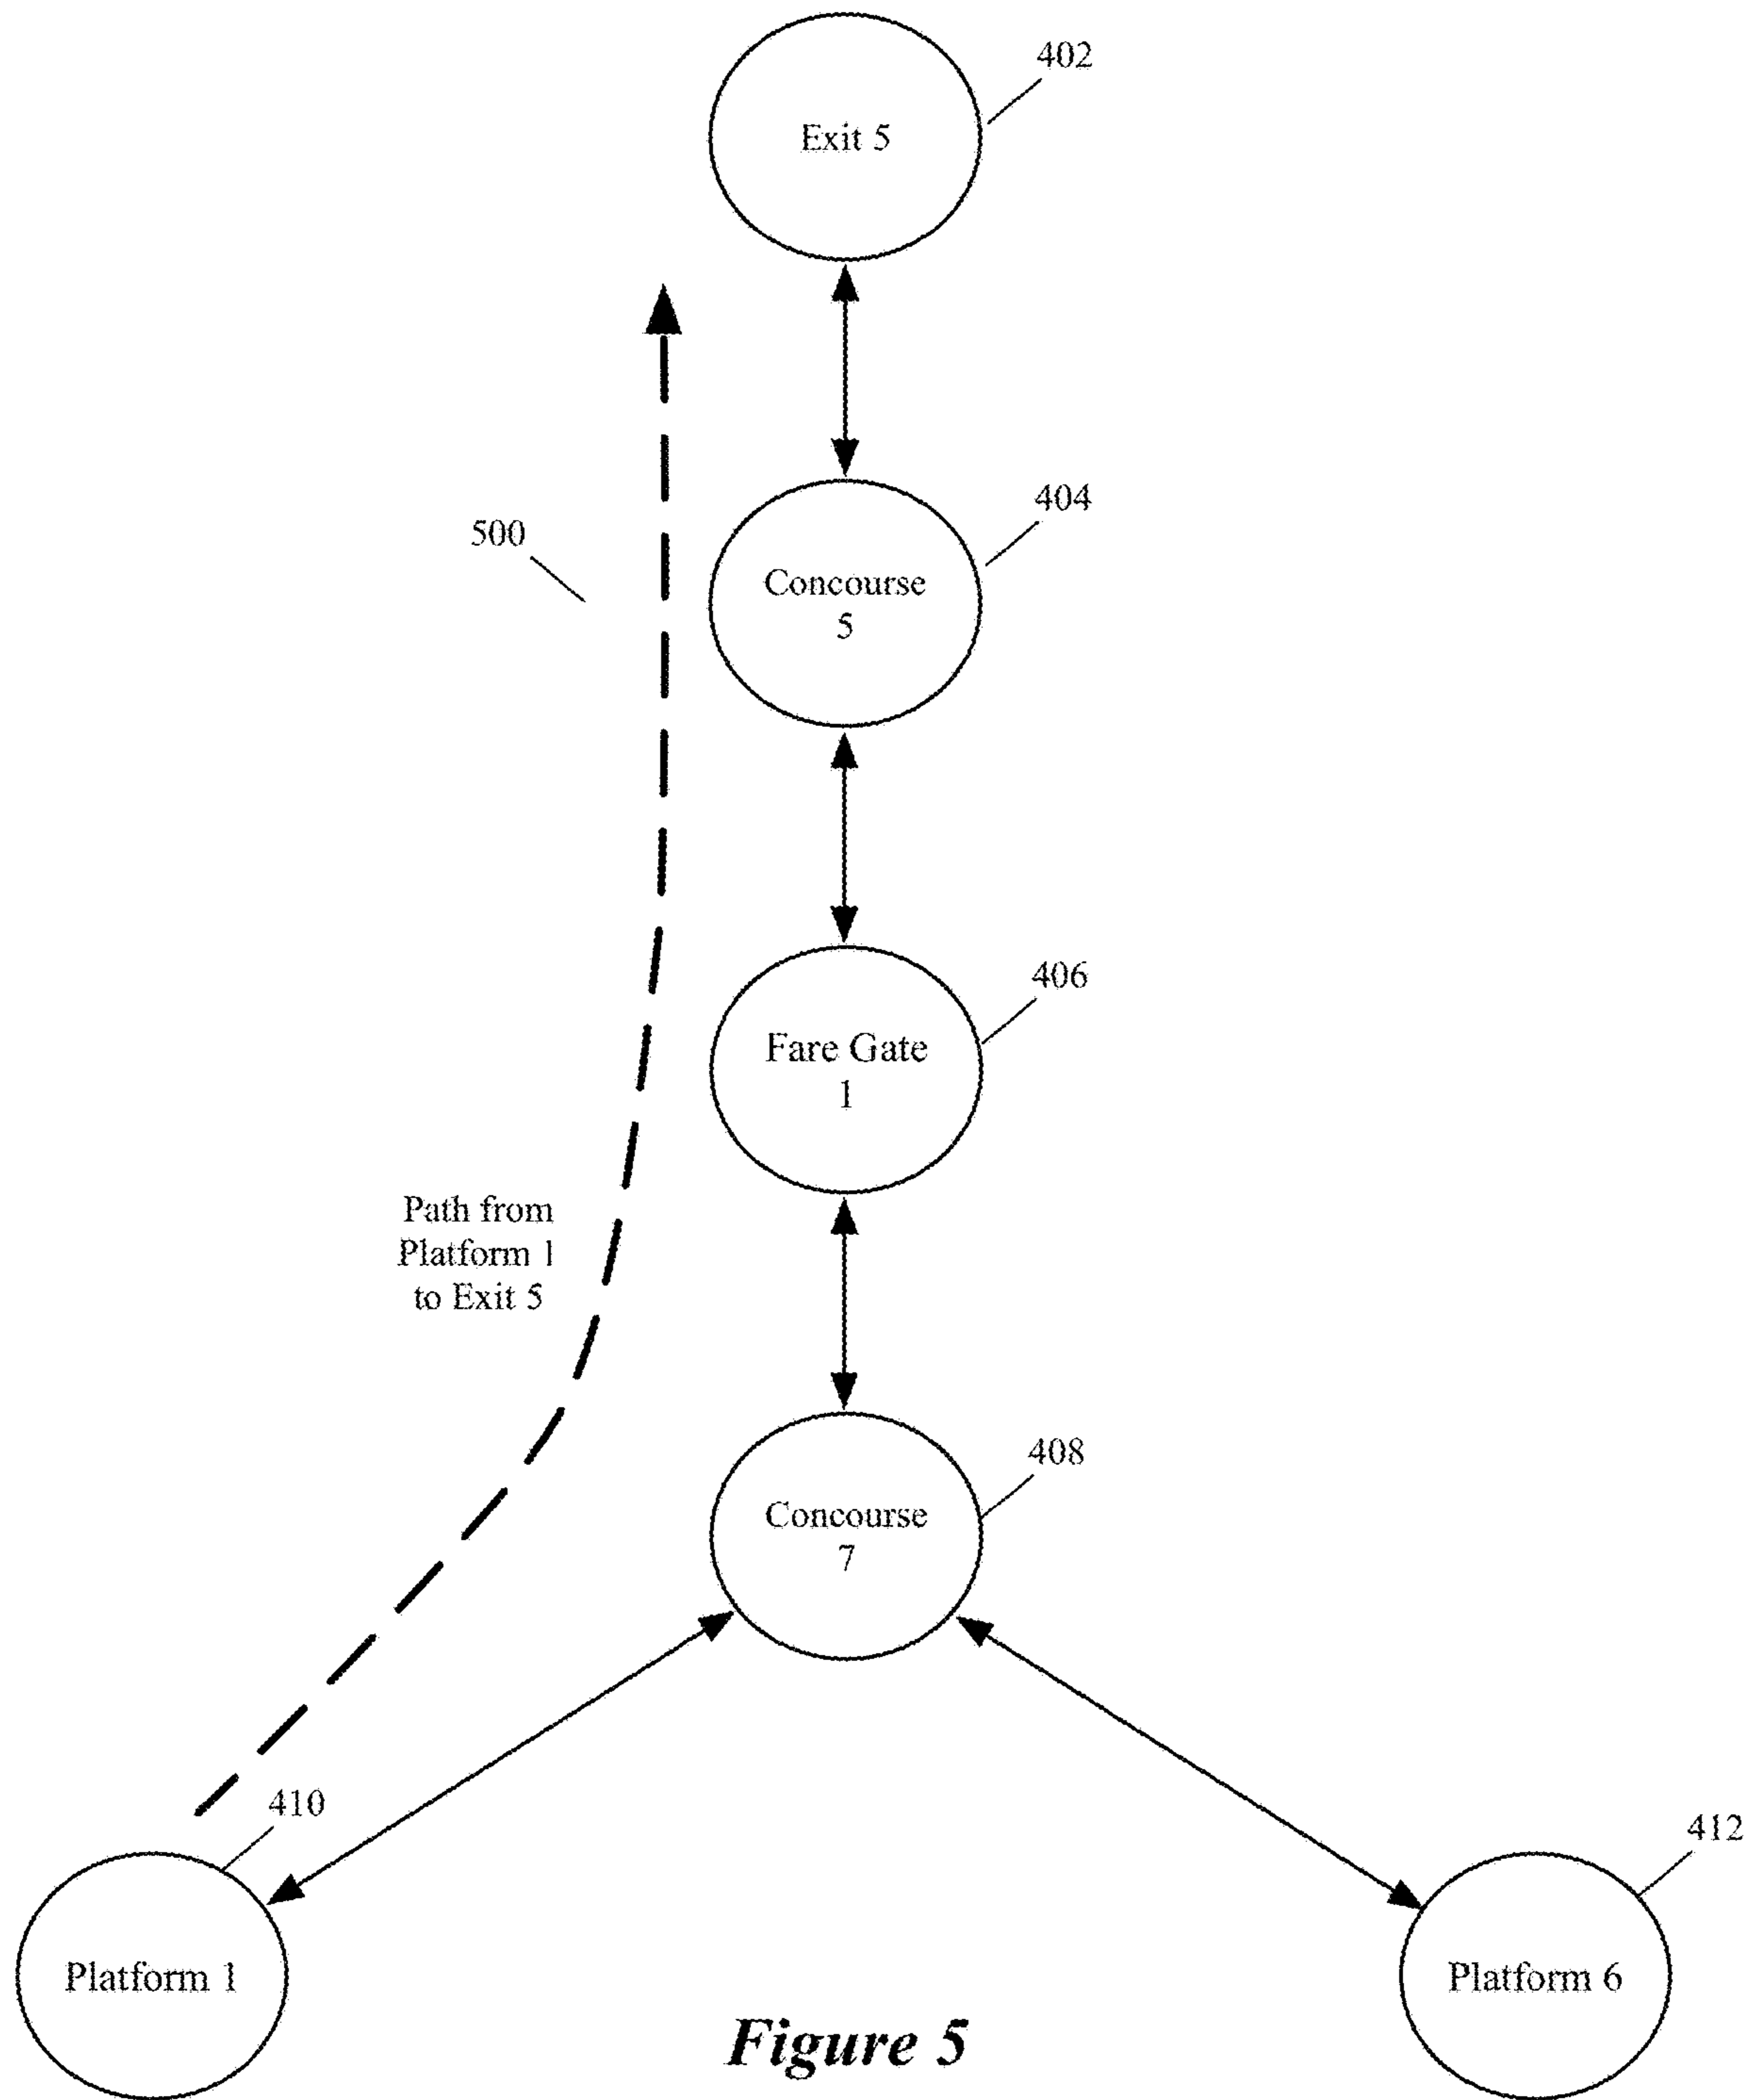 402
Exit 5
404
500
Concourse
5
406
Fare Gate
1
Path from
Platform 1
to Exit 5
408
Concourse
7
410
412
Platform 1
Platform 6
Figure 5